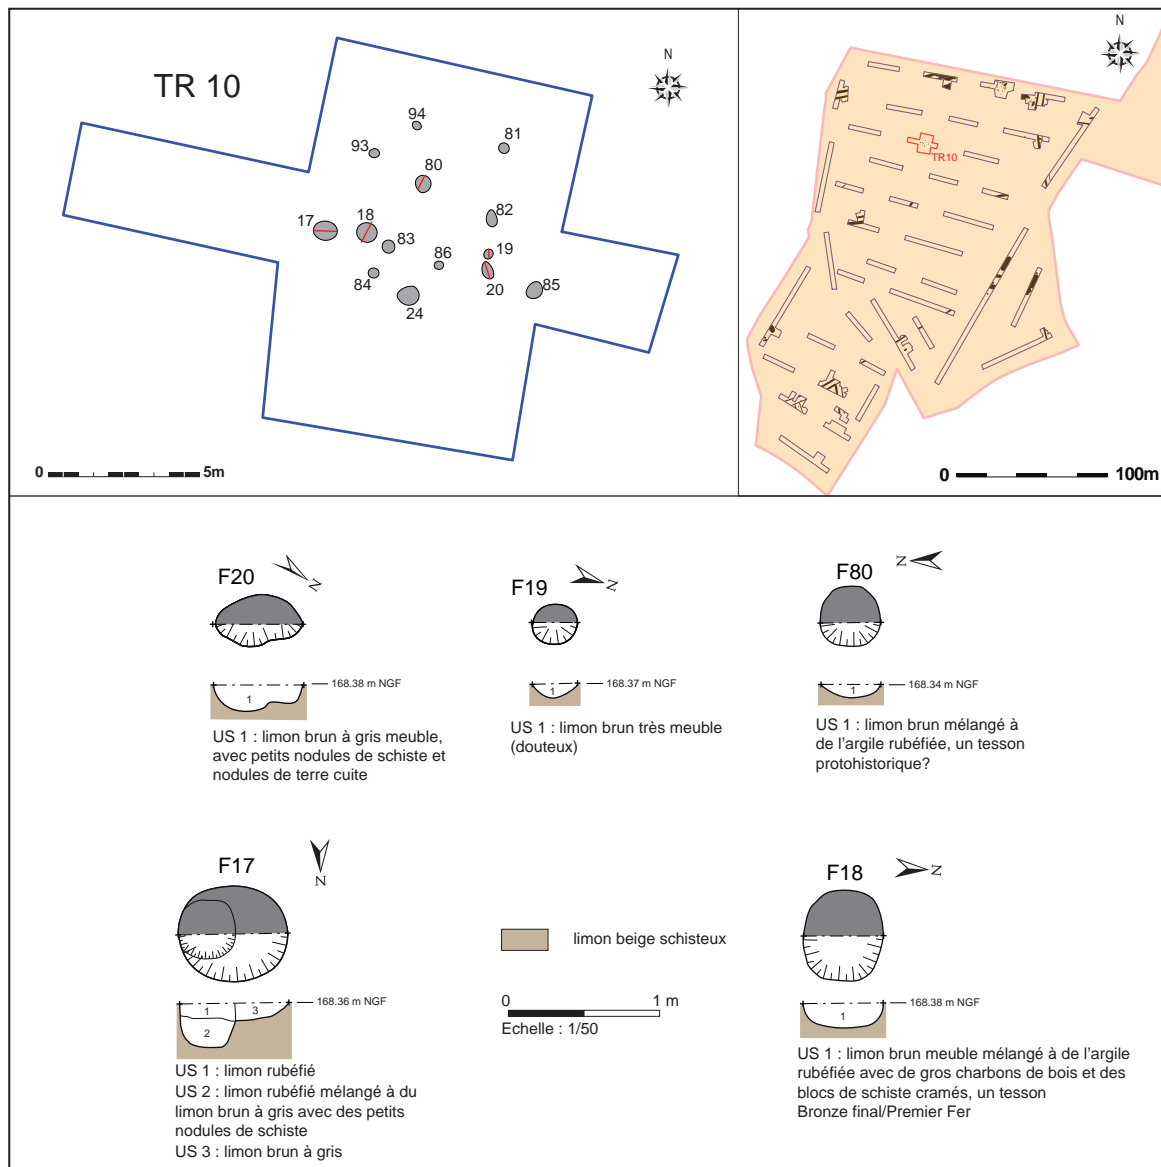 TR 10
N
94
93
81
80
82
17
18
83
19
86
84
20
85
24
0
5m
N
TR10
0
100m
F20
N
1
168.38 m NGF
US 1 : limon brun à gris meuble,
avec petits nodules de schiste et
nodules de terre cuite
F19
N
1
168.37 m NGF
US 1 : limon brun très meuble
(douteux)
F80
N
1
168.34 m NGF
US 1 : limon brun mélangé à
de l'argile rubéfiée, un tesson
protohistorique?
F17
N
1
3
2
168.36 m NGF
US 1 : limon rubéfié
US 2 : limon rubéfié mélangé à du
limon brun à gris avec des petits
nodules de schiste
US 3 : limon brun à gris
limon beige schisteux
0
1 m
Echelle : 1/50
F18
N
1
168.38 m NGF
US 1 : limon brun meuble mélangé à de l'argile
rubéfiée avec de gros charbons de bois et des
blocs de schiste cramés, un tesson
Bronze final/Premier Fer